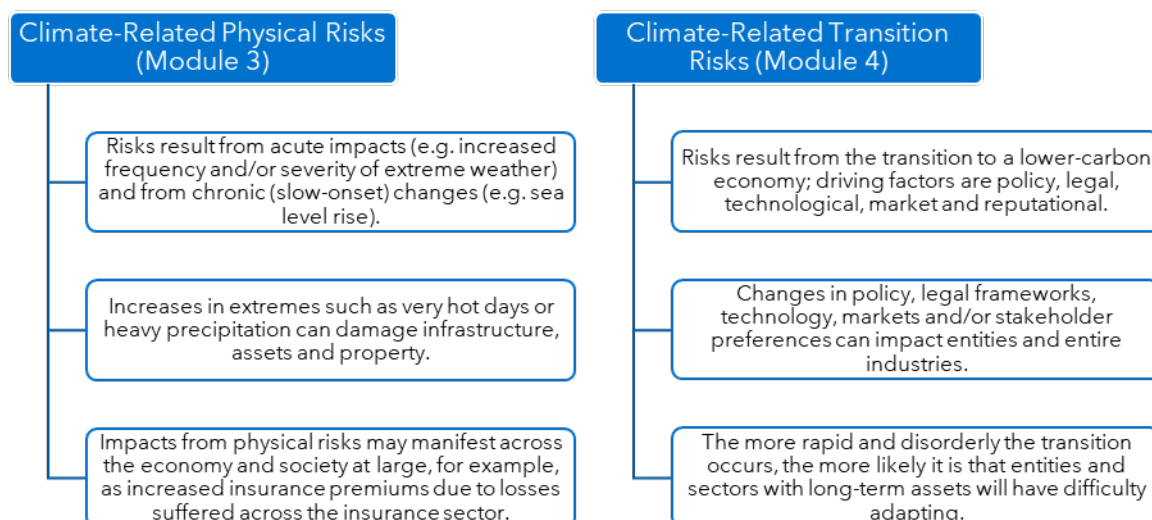 Climate-Related Physical Risks
(Module 3)
Risks result from acute impacts (e.g. increased
frequency and/or severity of extreme weather)
and from chronic (slow-onset) changes (e.g. sea
level rise).
Increases in extremes such as very hot days or
heavy precipitation can damage infrastructure,
assets and property.
Impacts from physical risks may manifest across
the economy and society at large, for example,
as increased insurance premiums due to losses
suffered across the insurance sector.
Climate-Related Transition
Risks (Module 4)
Risks result from the transition to a lower-carbon
economy; driving factors are policy, legal,
technological, market and reputational.
Changes in policy, legal frameworks,
technology, markets and/or stakeholder
preferences can impact entities and entire
industries.
The more rapid and disorderly the transition
occurs, the more likely it is that entities and
sectors with long-term assets will have difficulty
adapting.